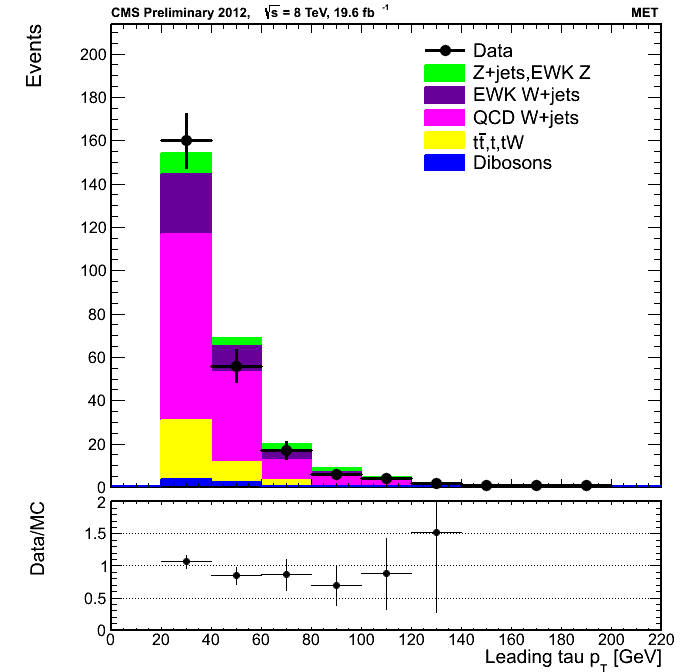 CMS Preliminary 2012, √s = 8 TeV, 19.6 fb⁻¹ MET
Events
200
180
160
140
120
100
80
60
40
20
0
Data
Z+jets,EWK Z
EWK W+jets
QCD W+jets
tt̄,t,tW
Dibosons
Data/MC
2
1.5
1
0.5
0
0 20 40 60 80 100 120 140 160 180 200 220
Leading tau p_T [GeV]